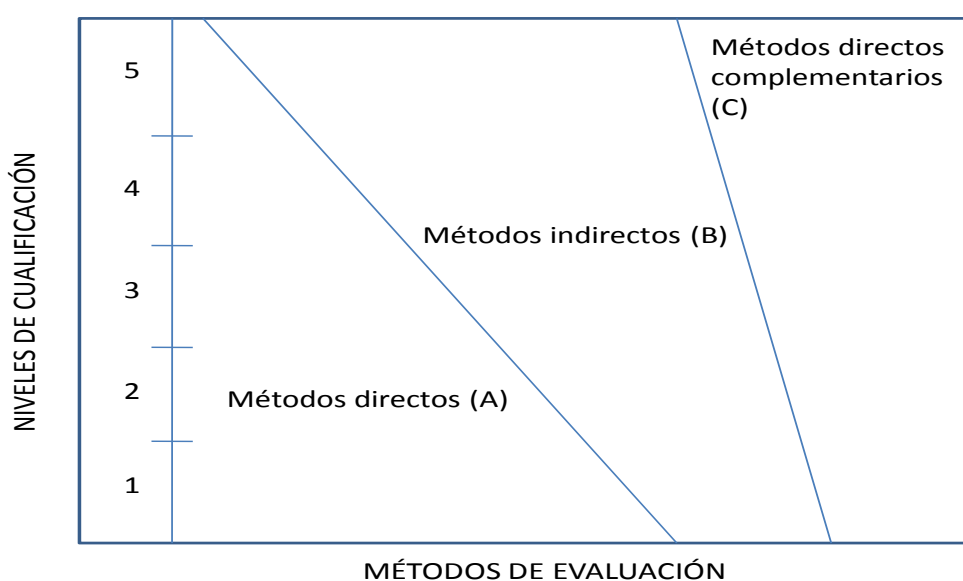 NIVELES DE CUALIFICACIÓN
5
4
3
2
1
Métodos directos
complementarios
(C)
Métodos indirectos (B)
Métodos directos (A)
MÉTODOS DE EVALUACIÓN